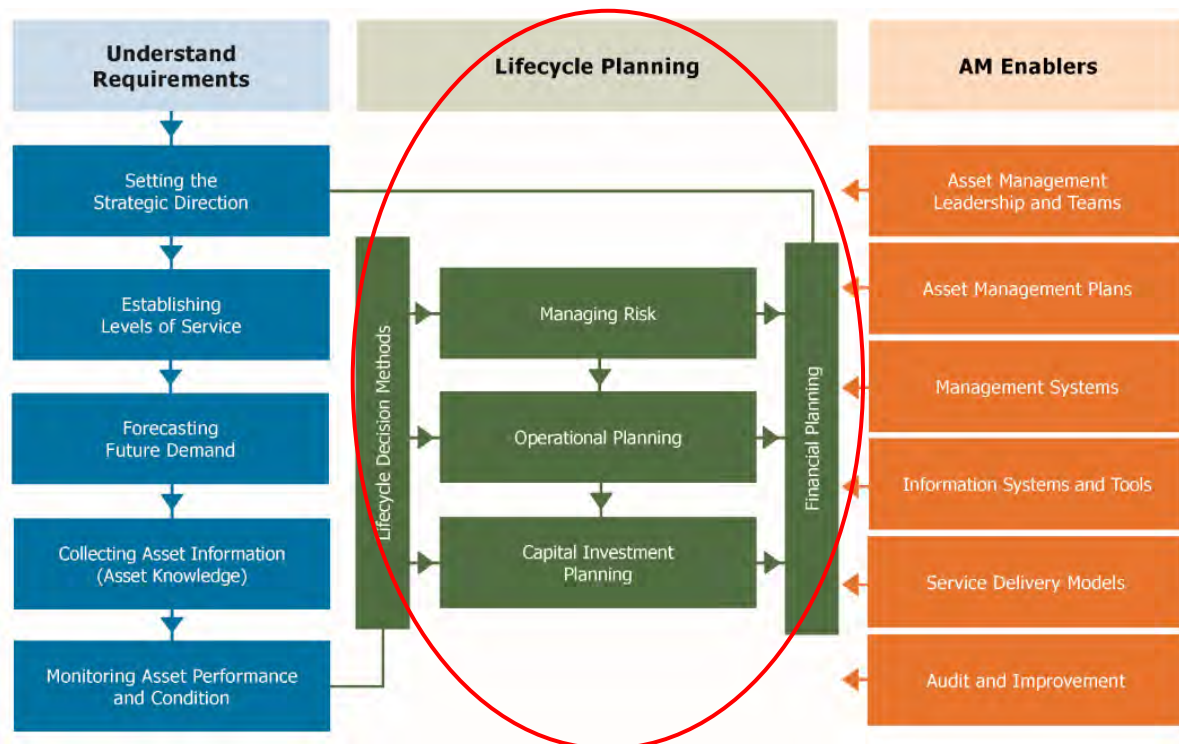 Understand
Requirements
Setting the
Strategic Direction
Establishing
Levels of Service
Forecasting
Future Demand
Collecting Asset Information
(Asset Knowledge)
Monitoring Asset Performance
and Condition
Lifecycle Planning
Lifecycle Decision Methods
Managing Risk
Operational Planning
Capital Investment
Planning
Financial Planning
AM Enablers
Asset Management
Leadership and Teams
Asset Management Plans
Management Systems
Information Systems and Tools
Service Delivery Models
Audit and Improvement